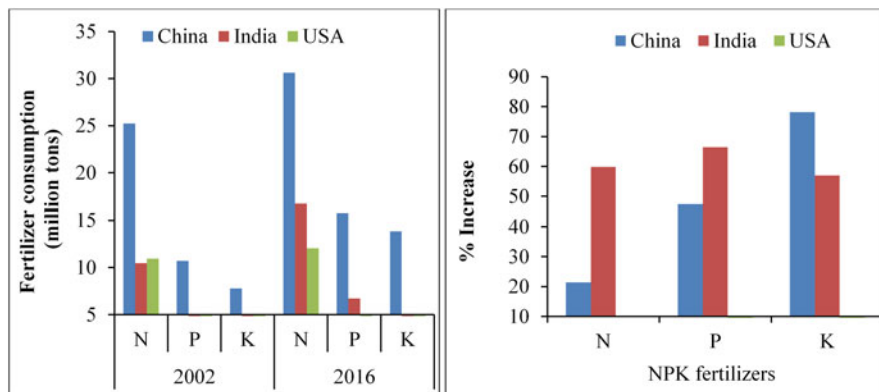 China India USA
Fertilizer consumption
(million tons)
35
30
25
20
15
10
5
N P K N P K
2002 2016
China India USA
% Increase
90
80
70
60
50
40
30
20
10
N P K
NPK fertilizers